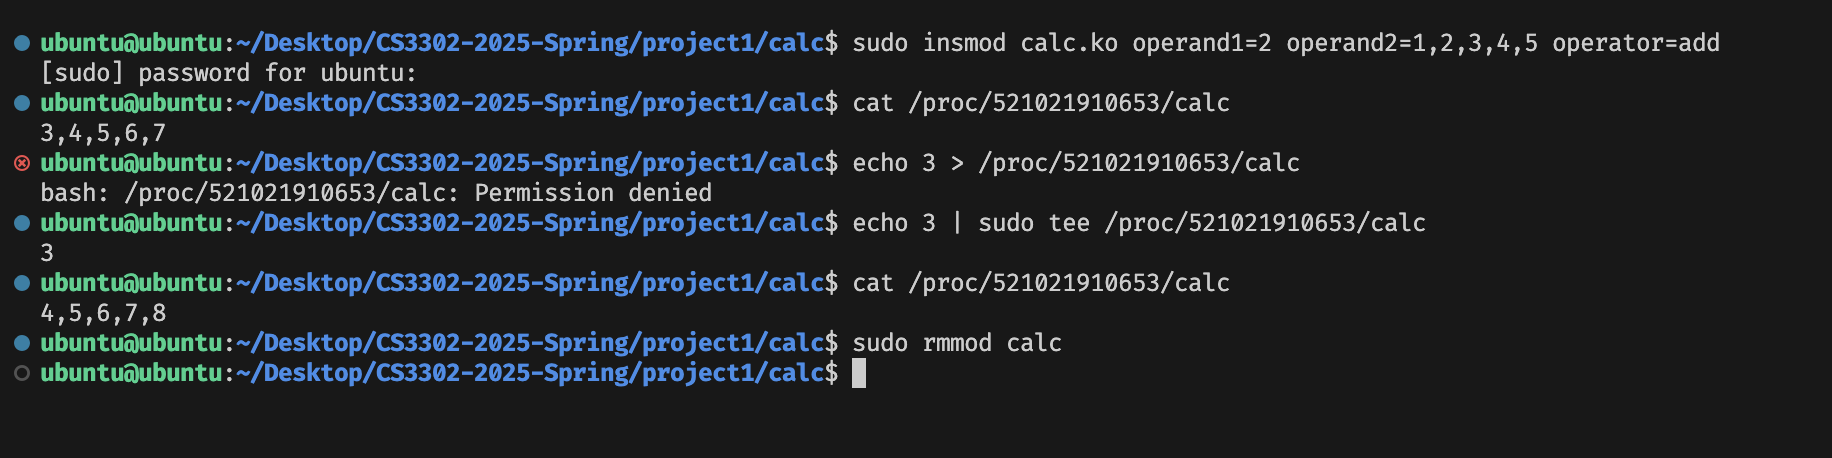 ubuntu@ubuntu:~/Desktop/CS3302-2025-Spring/project1/calc$ sudo insmod calc.ko operand1=2 operand2=1,2,3,4,5 operator=add
[sudo] password for ubuntu:
ubuntu@ubuntu:~/Desktop/CS3302-2025-Spring/project1/calc$ cat /proc/521021910653/calc
3,4,5,6,7
ubuntu@ubuntu:~/Desktop/CS3302-2025-Spring/project1/calc$ echo 3 > /proc/521021910653/calc
bash: /proc/521021910653/calc: Permission denied
ubuntu@ubuntu:~/Desktop/CS3302-2025-Spring/project1/calc$ echo 3 | sudo tee /proc/521021910653/calc
3
ubuntu@ubuntu:~/Desktop/CS3302-2025-Spring/project1/calc$ cat /proc/521021910653/calc
4,5,6,7,8
ubuntu@ubuntu:~/Desktop/CS3302-2025-Spring/project1/calc$ sudo rmmod calc
ubuntu@ubuntu:~/Desktop/CS3302-2025-Spring/project1/calc$